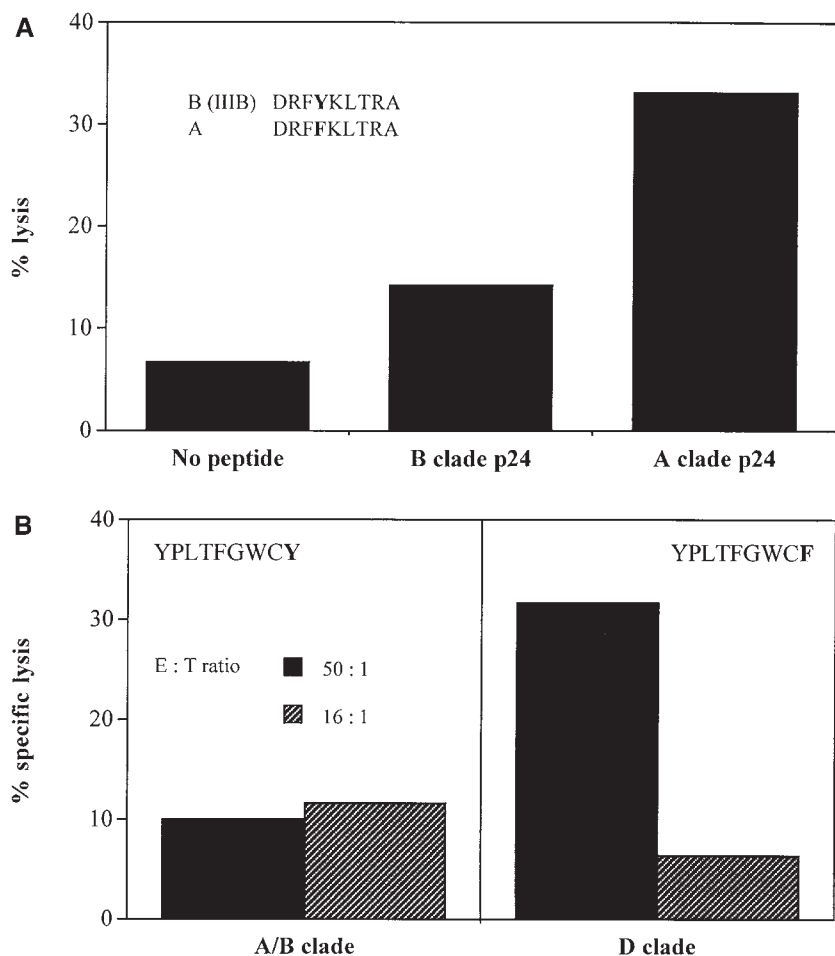 A
40
30
20
10
0
% lysis
B (IIIB) DRFYKLTRA
A DRFFKLTRA
No peptide
B clade p24
A clade p24
B
40
30
20
10
0
% specific lysis
YPLTFGWCY
YPLTFGWCF
E : T ratio
50 : 1
16 : 1
A/B clade
D clade